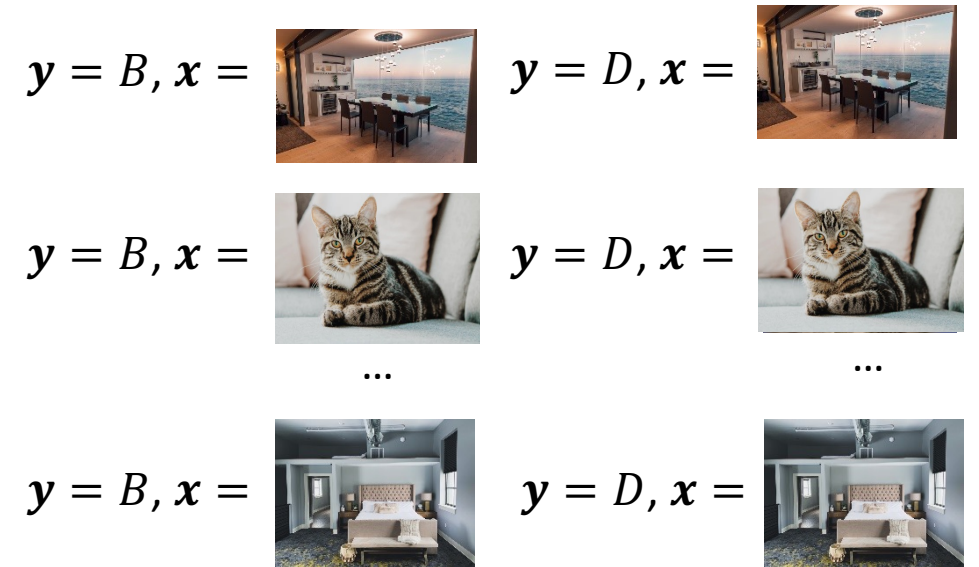 y = B, x =
y = D, x =
y = B, x =
y = D, x =
...
...
y = B, x =
y = D, x =